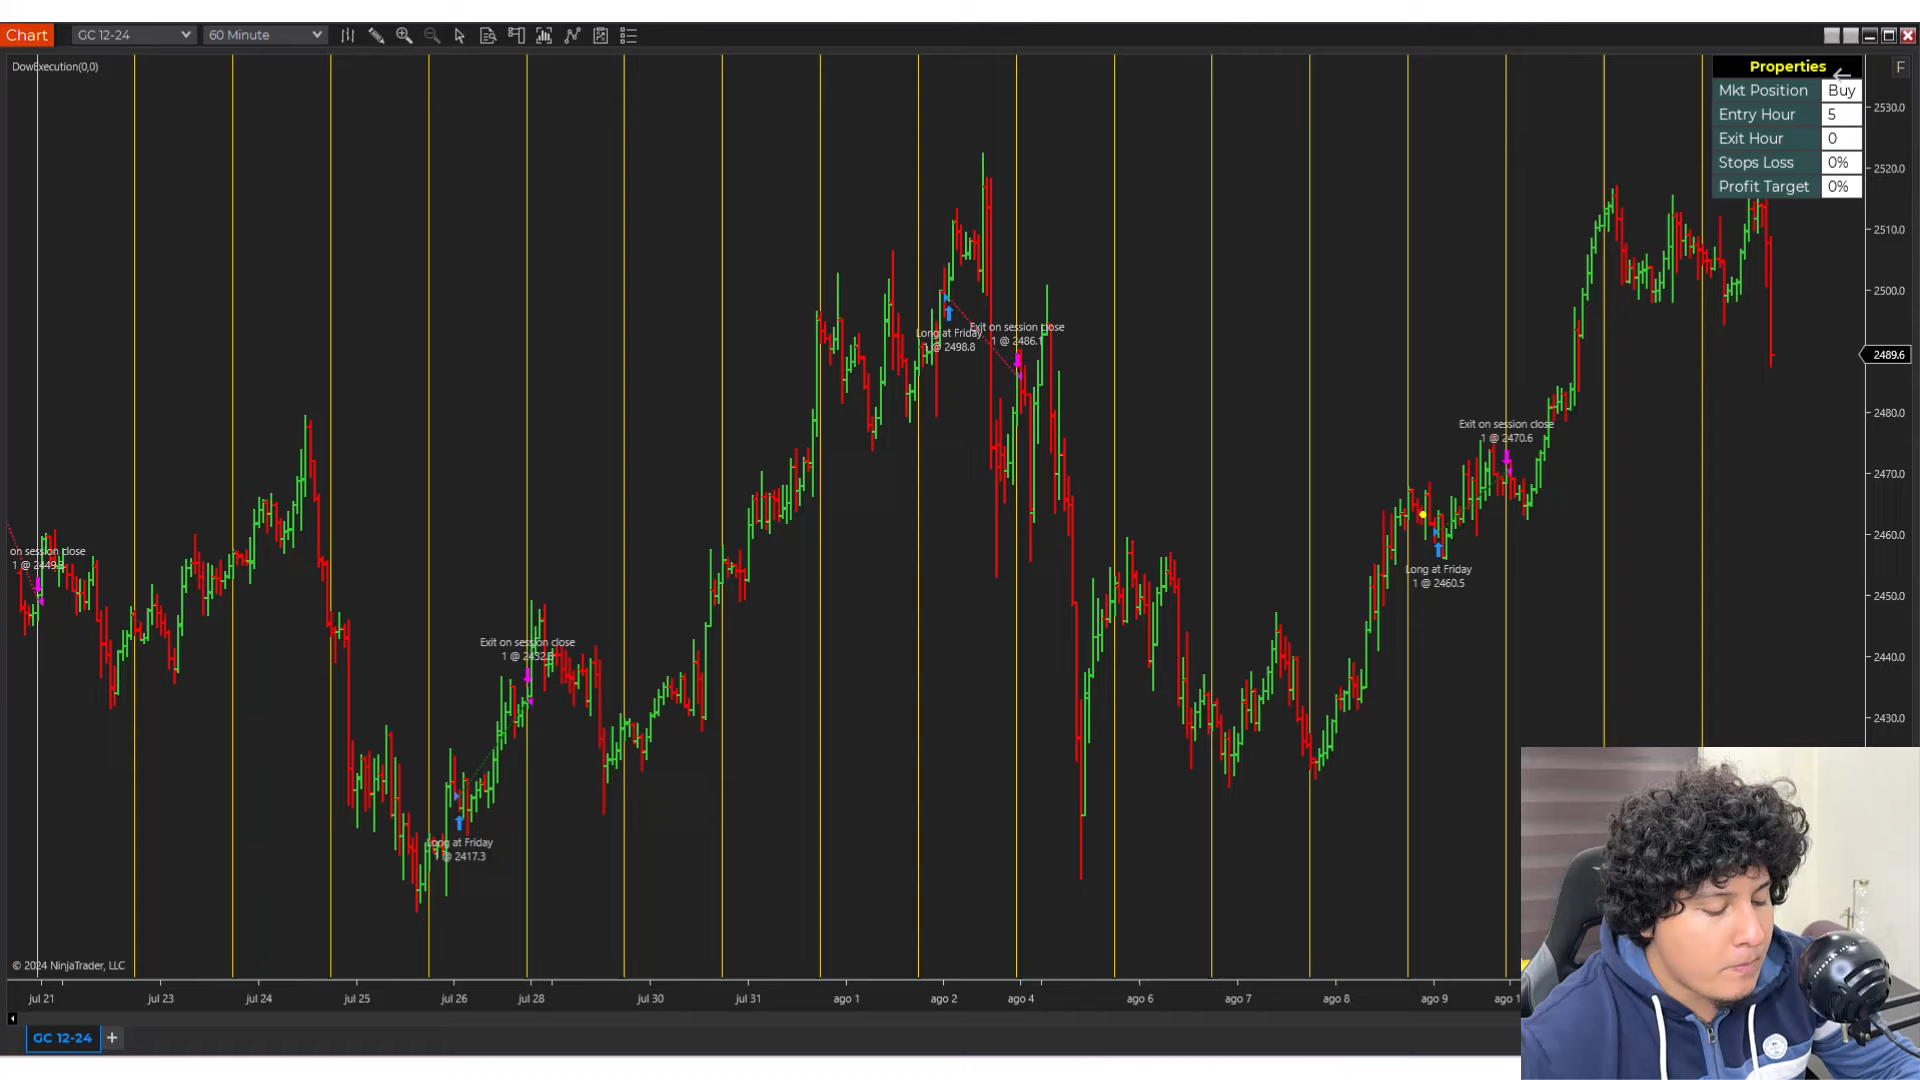 Chart
GC 12-24
60 Minute
DowExecution(0,0)
Properties
F
Mkt Position Buy
Entry Hour 5
Exit Hour 0
Stops Loss 0%
Profit Target 0%
2530.0
2520.0
2510.0
2500.0
2489.6
2480.0
2470.0
2460.0
2450.0
2440.0
2430.0
Long at Friday
1 @ 2498.8
Exit on session close
1 @ 2486.1
Exit on session close
1 @ 2470.6
Long at Friday
1 @ 2460.5
on session close
Exit on session close
Long at Friday
1 @ 2417.3
© 2024 NinjaTrader, LLC
jul 21 jul 23 jul 24 jul 25 jul 26 jul 28 jul 30 jul 31 ago 1 ago 2 ago 4 ago 6 ago 7 ago 8 ago 9
GC 12-24 +